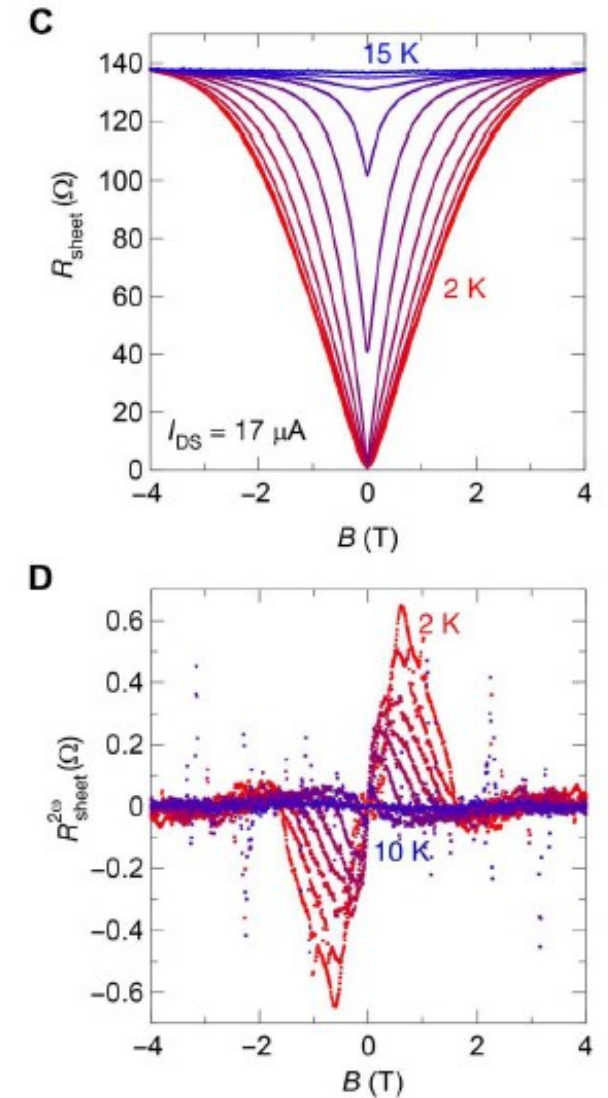 C
15 K
140
120
100
80
60
40
20
0
R_sheet (Ω)
2 K
I_DS = 17 μA
−4 −2 0 2 4
B (T)
D
2 K
0.6
0.4
0.2
0
−0.2
−0.4
−0.6
R^2ω_sheet (Ω)
10 K
−4 −2 0 2 4
B (T)